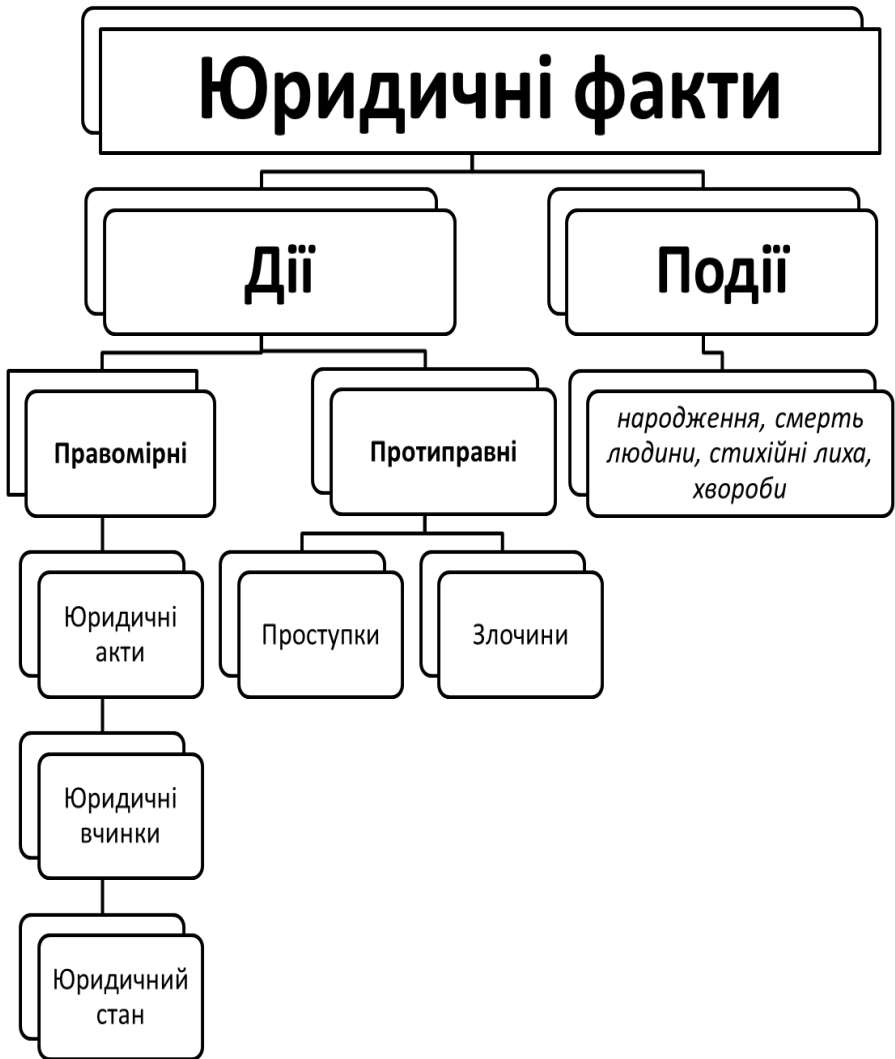 Юридичні факти
Дії
Події
Правомірні
Протиправні
народження, смерть
людини, стихійні лиха,
хвороби
Юридичні
акти
Проступки
Злочини
Юридичні
вчинки
Юридичний
стан